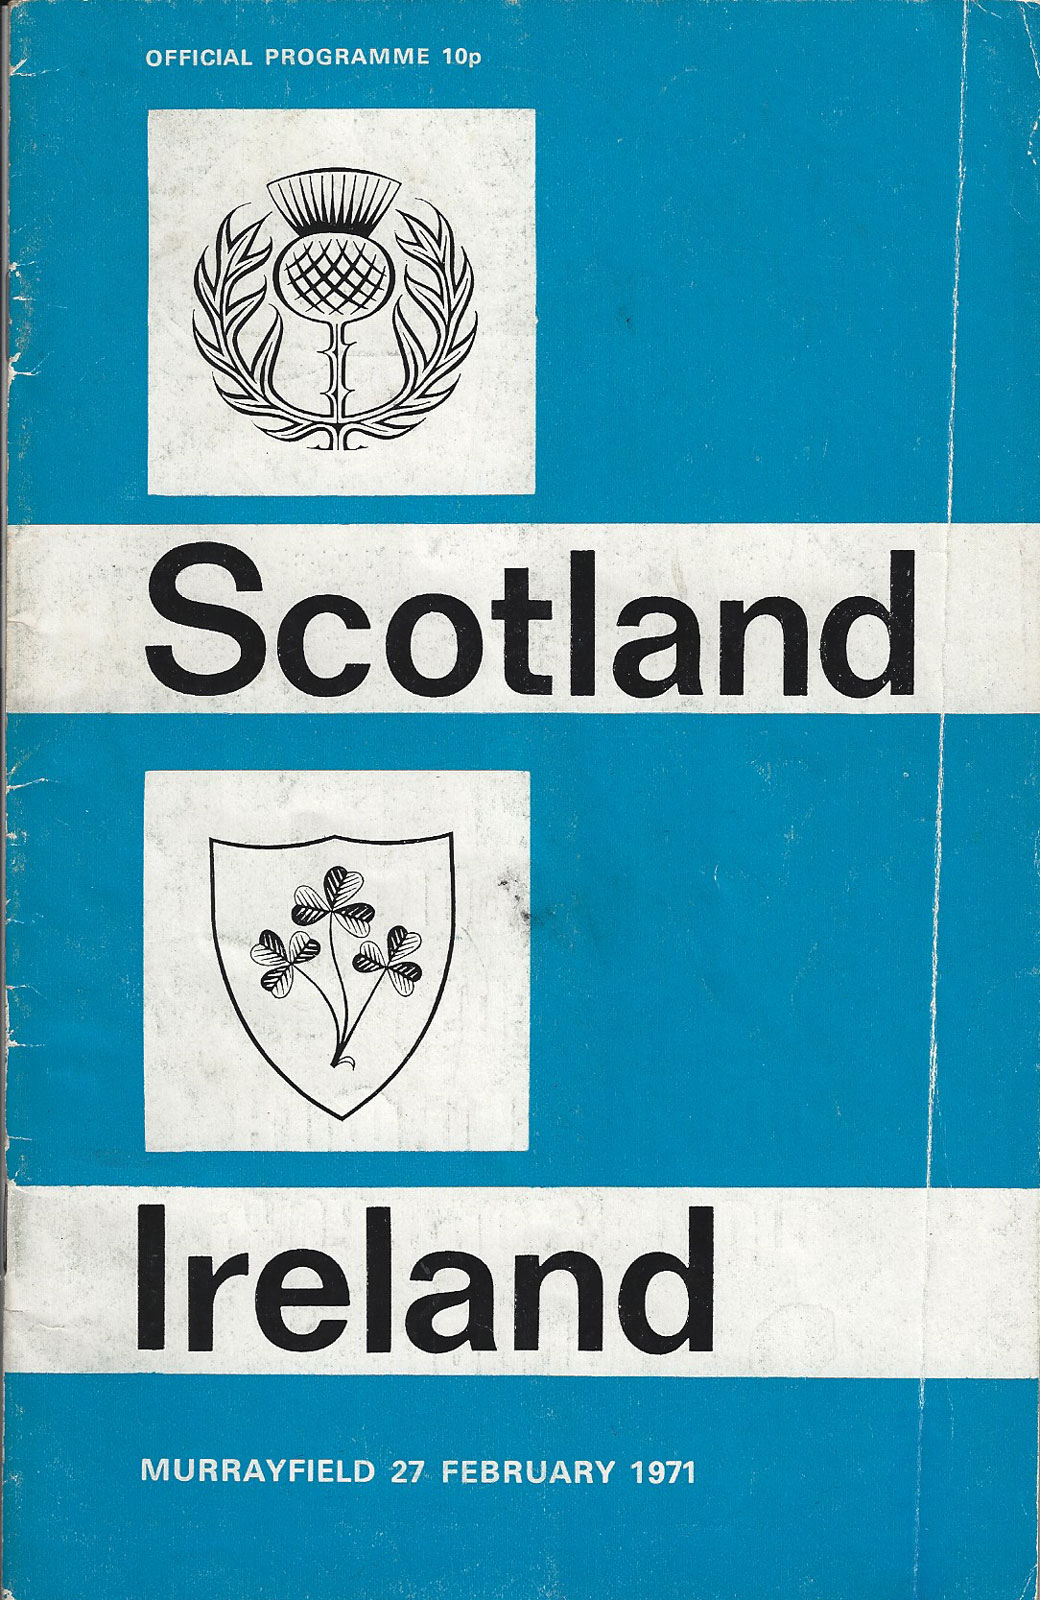 OFFICIAL PROGRAMME 10p
Scotland
Ireland
MURRAYFIELD 27 FEBRUARY 1971